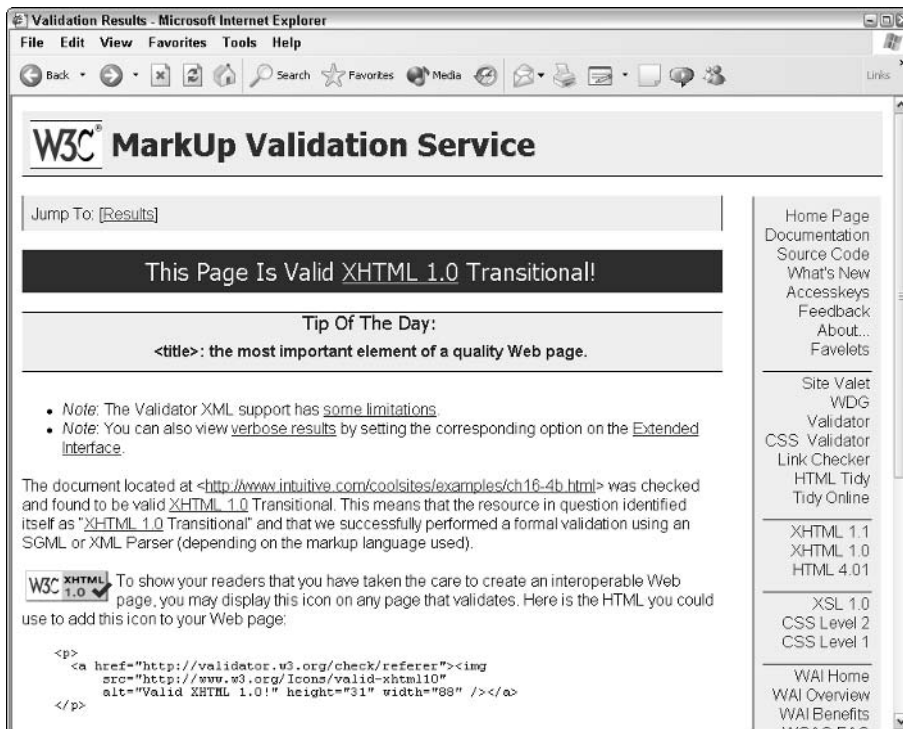 Validation Results - Microsoft Internet Explorer
File Edit View Favorites Tools Help
Back Search Favorites Media Links
W3C® MarkUp Validation Service
Jump To: [Results]
This Page Is Valid XHTML 1.0 Transitional!
Tip Of The Day:
<title>: the most important element of a quality Web page.
• Note: The Validator XML support has some limitations.
• Note: You can also view verbose results by setting the corresponding option on the Extended
Interface.
The document located at <http://www.intuitive.com/coolsites/examples/ch16-4b.html> was checked
and found to be valid XHTML 1.0 Transitional. This means that the resource in question identified
itself as "XHTML 1.0 Transitional" and that we successfully performed a formal validation using an
SGML or XML Parser (depending on the markup language used).
W3C XHTML 1.0
To show your readers that you have taken the care to create an interoperable Web
page, you may display this icon on any page that validates. Here is the HTML you could
use to add this icon to your Web page:
<p>
<a href="http://validator.w3.org/check/referer"><img
src="http://www.w3.org/Icons/valid-xhtml10"
alt="Valid XHTML 1.0!" height="31" width="88" /></a>
</p>
Home Page
Documentation
Source Code
What's New
Accesskeys
Feedback
About...
Favelets
Site Valet
WDG
Validator
CSS Validator
Link Checker
HTML Tidy
Tidy Online
XHTML 1.1
XHTML 1.0
HTML 4.01
XSL 1.0
CSS Level 2
CSS Level 1
WAI Home
WAI Overview
WAI Benefits